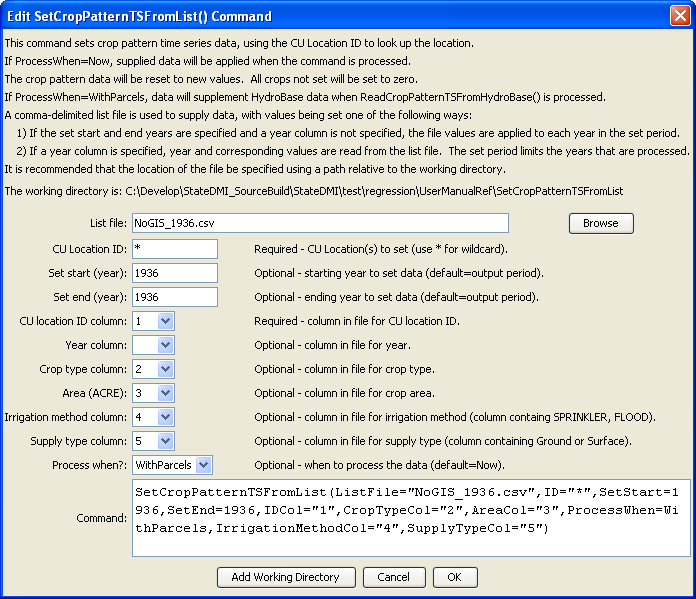 Edit SetCropPatternTSFromList() Command
This command sets crop pattern time series data, using the CU Location ID to look up the location.
If ProcessWhen=Now, supplied data will be applied when the command is processed.
The crop pattern data will be reset to new values.  All crops not set will be set to zero.
If ProcessWhen=WithParcels, data will supplement HydroBase data when ReadCropPatternTSFromHydroBase() is processed.
A comma-delimited list file is used to supply data, with values being set one of the following ways:
1) If the set start and end years are specified and a year column is not specified, the file values are applied to each year in the set period.
2) If a year column is specified, year and corresponding values are read from the list file.  The set period limits the years that are processed.
It is recommended that the location of the file be specified using a path relative to the working directory.
The working directory is: C:\Develop\StateDMI_SourceBuild\StateDMI\test\regression\UserManualRef\SetCropPatternTSFromList
List file: NoGIS_1936.csv Browse
CU Location ID: * Required - CU Location(s) to set (use * for wildcard).
Set start (year): 1936 Optional - starting year to set data (default=output period).
Set end (year): 1936 Optional - ending year to set data (default=output period).
CU location ID column: 1 Required - column in file for CU location ID.
Year column: Optional - column in file for year.
Crop type column: 2 Optional - column in file for crop type.
Area (ACRE): 3 Optional - column in file for crop area.
Irrigation method column: 4 Optional - column in file for irrigation method (column containg SPRINKLER, FLOOD).
Supply type column: 5 Optional - column in file for supply type (column containing Ground or Surface).
Process when?: WithParcels Optional - when to process the data (default=Now).
Command:
SetCropPatternTSFromList(ListFile="NoGIS_1936.csv",ID="*",SetStart=1
936,SetEnd=1936,IDCol="1",CropTypeCol="2",AreaCol="3",ProcessWhen=Wi
thParcels,IrrigationMethodCol="4",SupplyTypeCol="5")
Add Working Directory Cancel OK